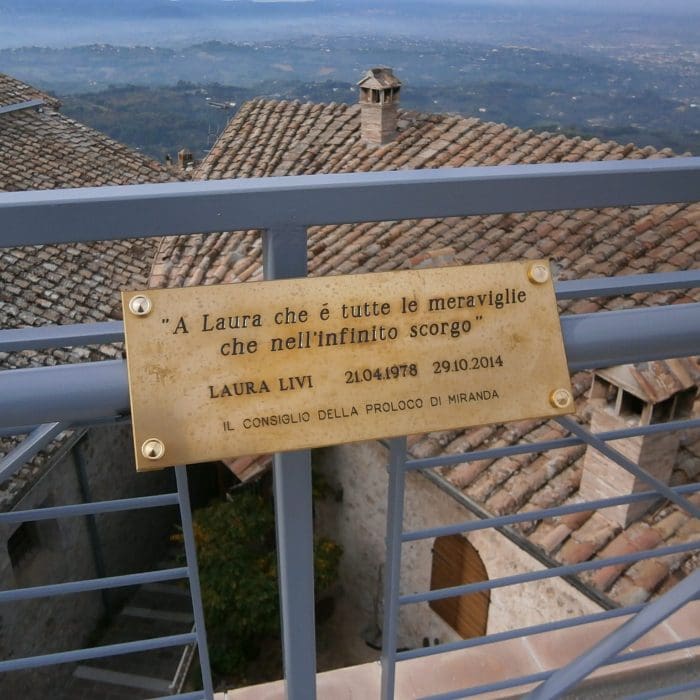 "A Laura che é tutte le meraviglie
che nell'infinito scorgo"
LAURA LIVI 21.04.1978 29.10.2014
IL CONSIGLIO DELLA PROLOCO DI MIRANDA